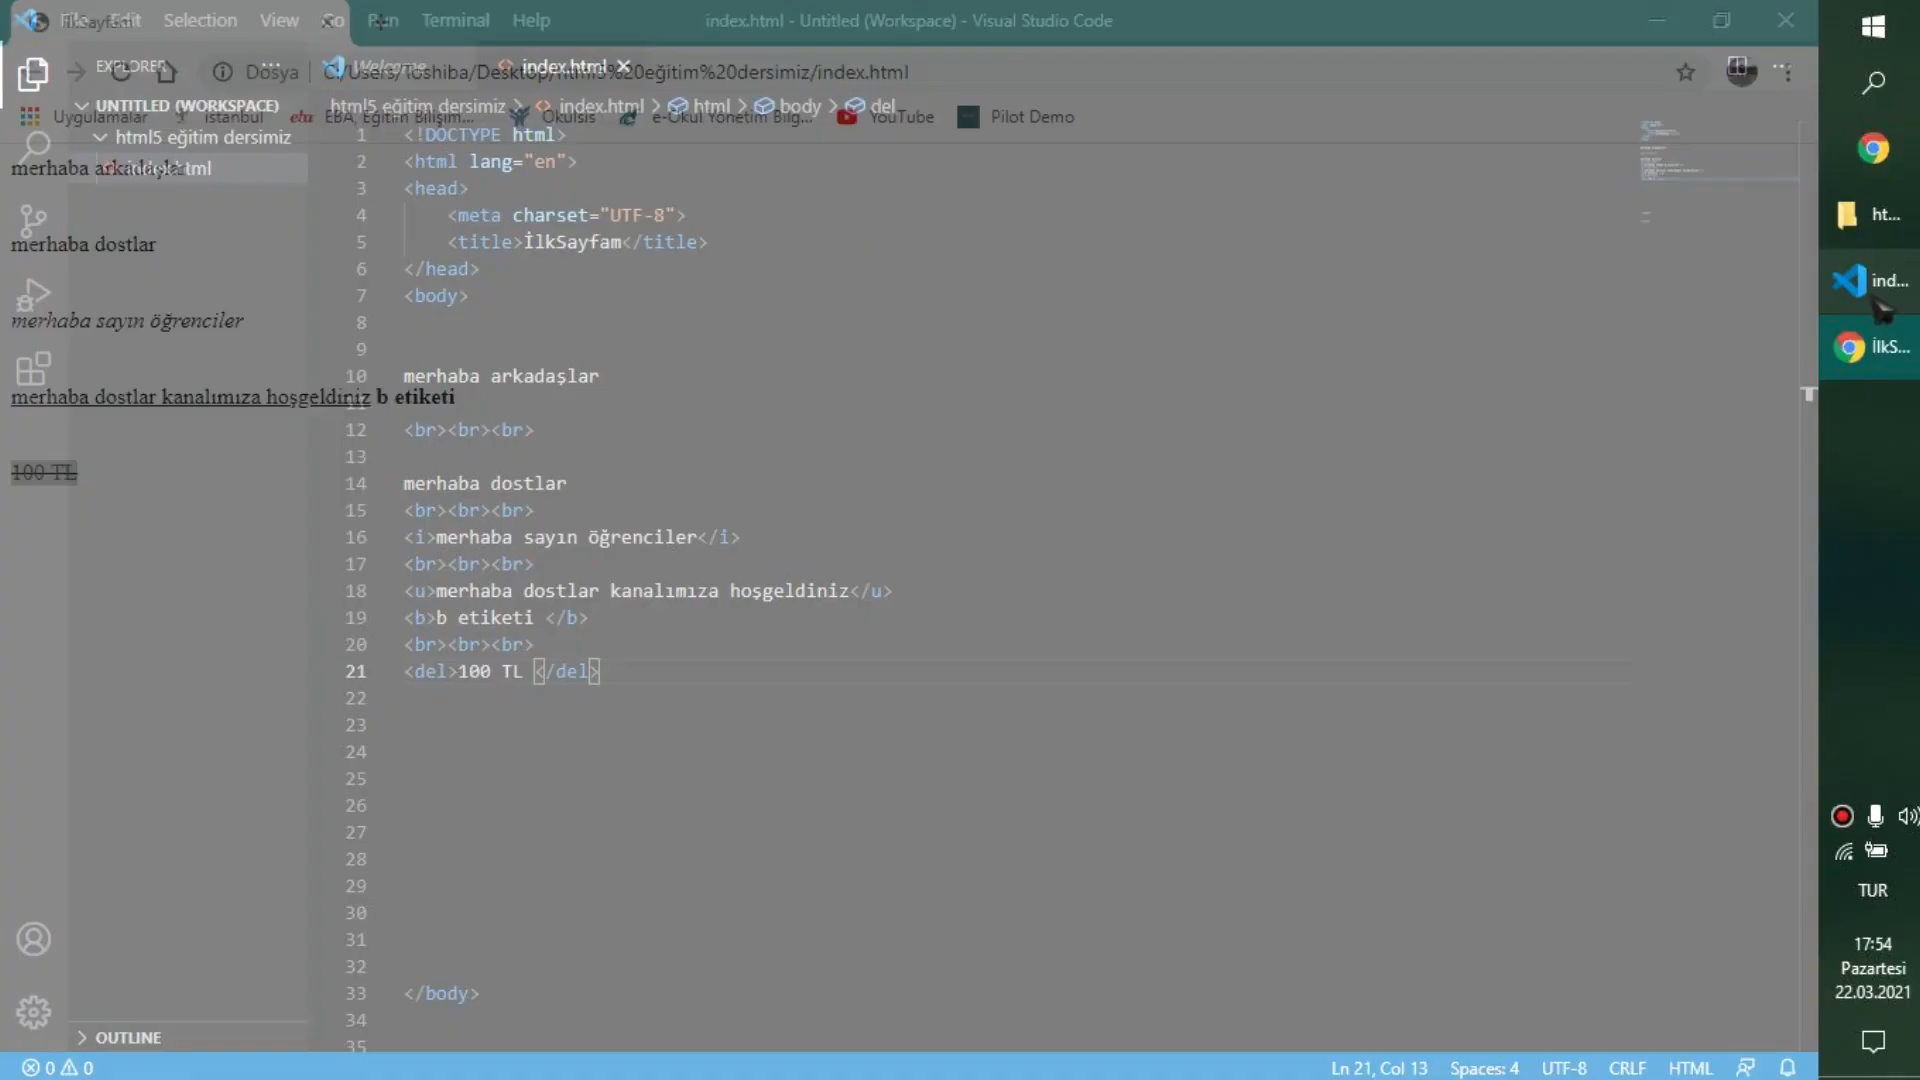 File Edit Selection View Go Run Terminal Help
index.html - Untitled (Workspace) - Visual Studio Code
EXPLORER
Welcome
index.html
Dosya
C:/Users/Toshiba/Desktop/html5%20eğitim%20dersimiz/index.html
UNTITLED (WORKSPACE)
html5 eğitim dersimiz > index.html > html > body > del
Uygulamalar
istanbul
eba
EBA, Eğitim Bilişim...
Okulsis
e-Okul Yönetim Bilg...
YouTube
Pilot Demo
html5 eğitim dersimiz
index.html
merhaba arkadaşlar
merhaba dostlar
merhaba sayın öğrenciler
merhaba dostlar kanalımıza hoşgeldiniz b etiketi
100 TL
1 <!DOCTYPE html>
2 <html lang="en">
3 <head>
4 <meta charset="UTF-8">
5 <title>İlkSayfam</title>
6 </head>
7 <body>
8
9
10 merhaba arkadaşlar
12 <br><br><br>
13
14 merhaba dostlar
15 <br><br><br>
16 <i>merhaba sayın öğrenciler</i>
17 <br><br><br>
18 <u>merhaba dostlar kanalımıza hoşgeldiniz</u>
19 <b>b etiketi </b>
20 <br><br><br>
21 <del>100 TL </del>
22
23
24
25
26
27
28
29
30
31
32
33 </body>
34
35
OUTLINE
0 0
Ln 21, Col 13 Spaces: 4 UTF-8 CRLF HTML
ht...
ind...
İlkS...
TUR
17:54
Pazartesi
22.03.2021